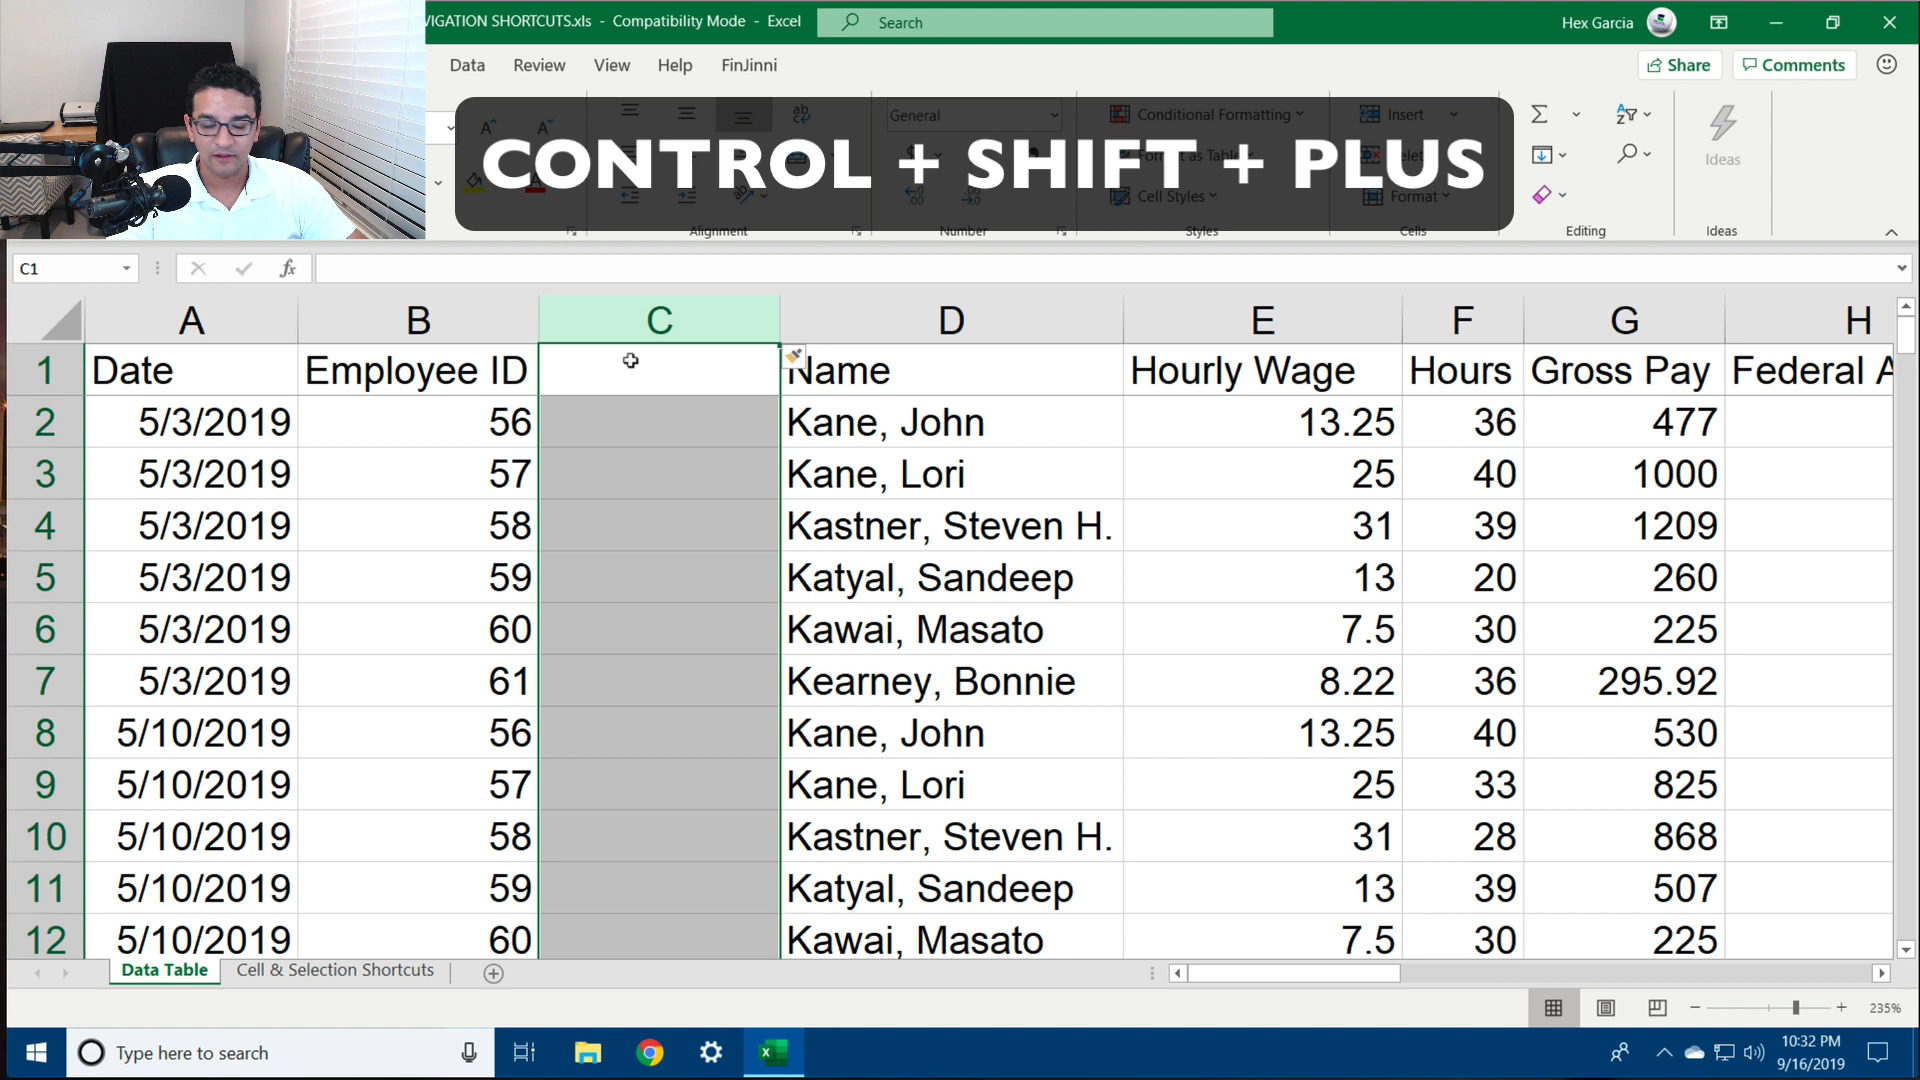 VIGATION SHORTCUTS.xls - Compatibility Mode - Excel
Search
Hex Garcia
Data Review View Help FinJinni
Share Comments
General
Conditional Formatting
Insert
CONTROL + SHIFT + PLUS
Cell Styles
Format
Ideas
Alignment Number Styles Cells Editing Ideas
C1
fx
A B C D E F G H
1 Date Employee ID Name Hourly Wage Hours Gross Pay Federal A
2 5/3/2019 56 Kane, John 13.25 36 477
3 5/3/2019 57 Kane, Lori 25 40 1000
4 5/3/2019 58 Kastner, Steven H. 31 39 1209
5 5/3/2019 59 Katyal, Sandeep 13 20 260
6 5/3/2019 60 Kawai, Masato 7.5 30 225
7 5/3/2019 61 Kearney, Bonnie 8.22 36 295.92
8 5/10/2019 56 Kane, John 13.25 40 530
9 5/10/2019 57 Kane, Lori 25 33 825
10 5/10/2019 58 Kastner, Steven H. 31 28 868
11 5/10/2019 59 Katyal, Sandeep 13 39 507
12 5/10/2019 60 Kawai, Masato 7.5 30 225
Data Table Cell & Selection Shortcuts
235%
Type here to search
10:32 PM
9/16/2019